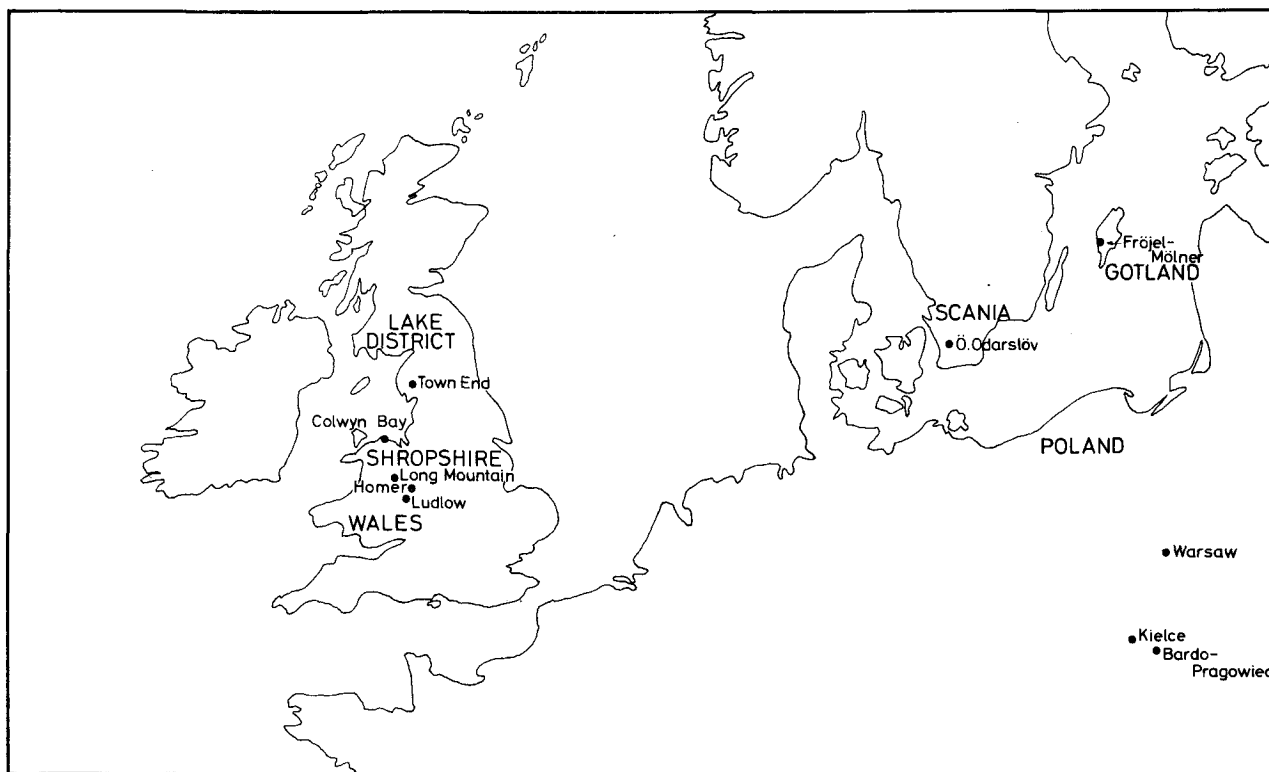 Fröjel-
Mölner
GOTLAND
SCANIA
LAKE
DISTRICT
Ö.Odarslöv
Town End
Colwyn Bay
POLAND
SHROPSHIRE
Long Mountain
Homer
Ludlow
WALES
Warsaw
Kielce
Bardo-
Pragowiec